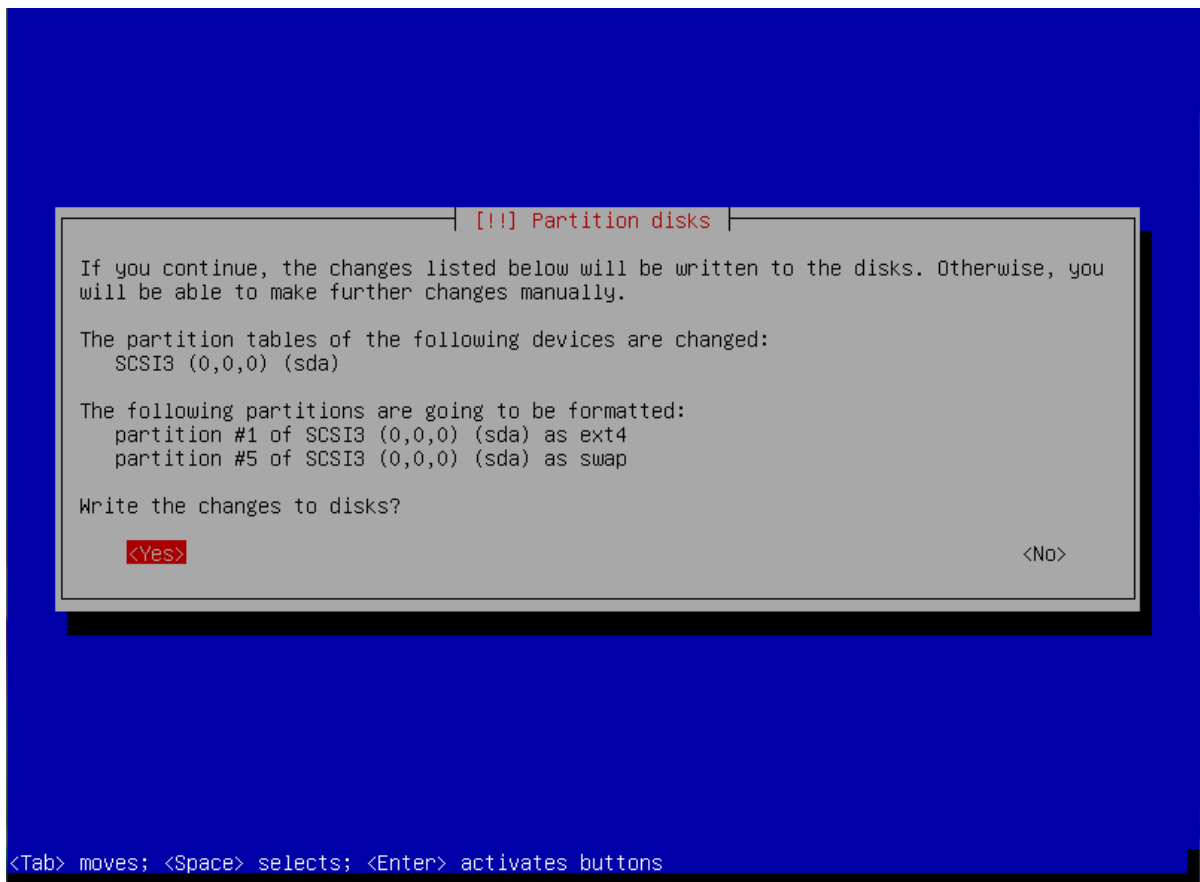 [!!] Partition disks
If you continue, the changes listed below will be written to the disks. Otherwise, you
will be able to make further changes manually.
The partition tables of the following devices are changed:
SCSI3 (0,0,0) (sda)
The following partitions are going to be formatted:
partition #1 of SCSI3 (0,0,0) (sda) as ext4
partition #5 of SCSI3 (0,0,0) (sda) as swap
Write the changes to disks?
<Yes> <No>
<Tab> moves; <Space> selects; <Enter> activates buttons